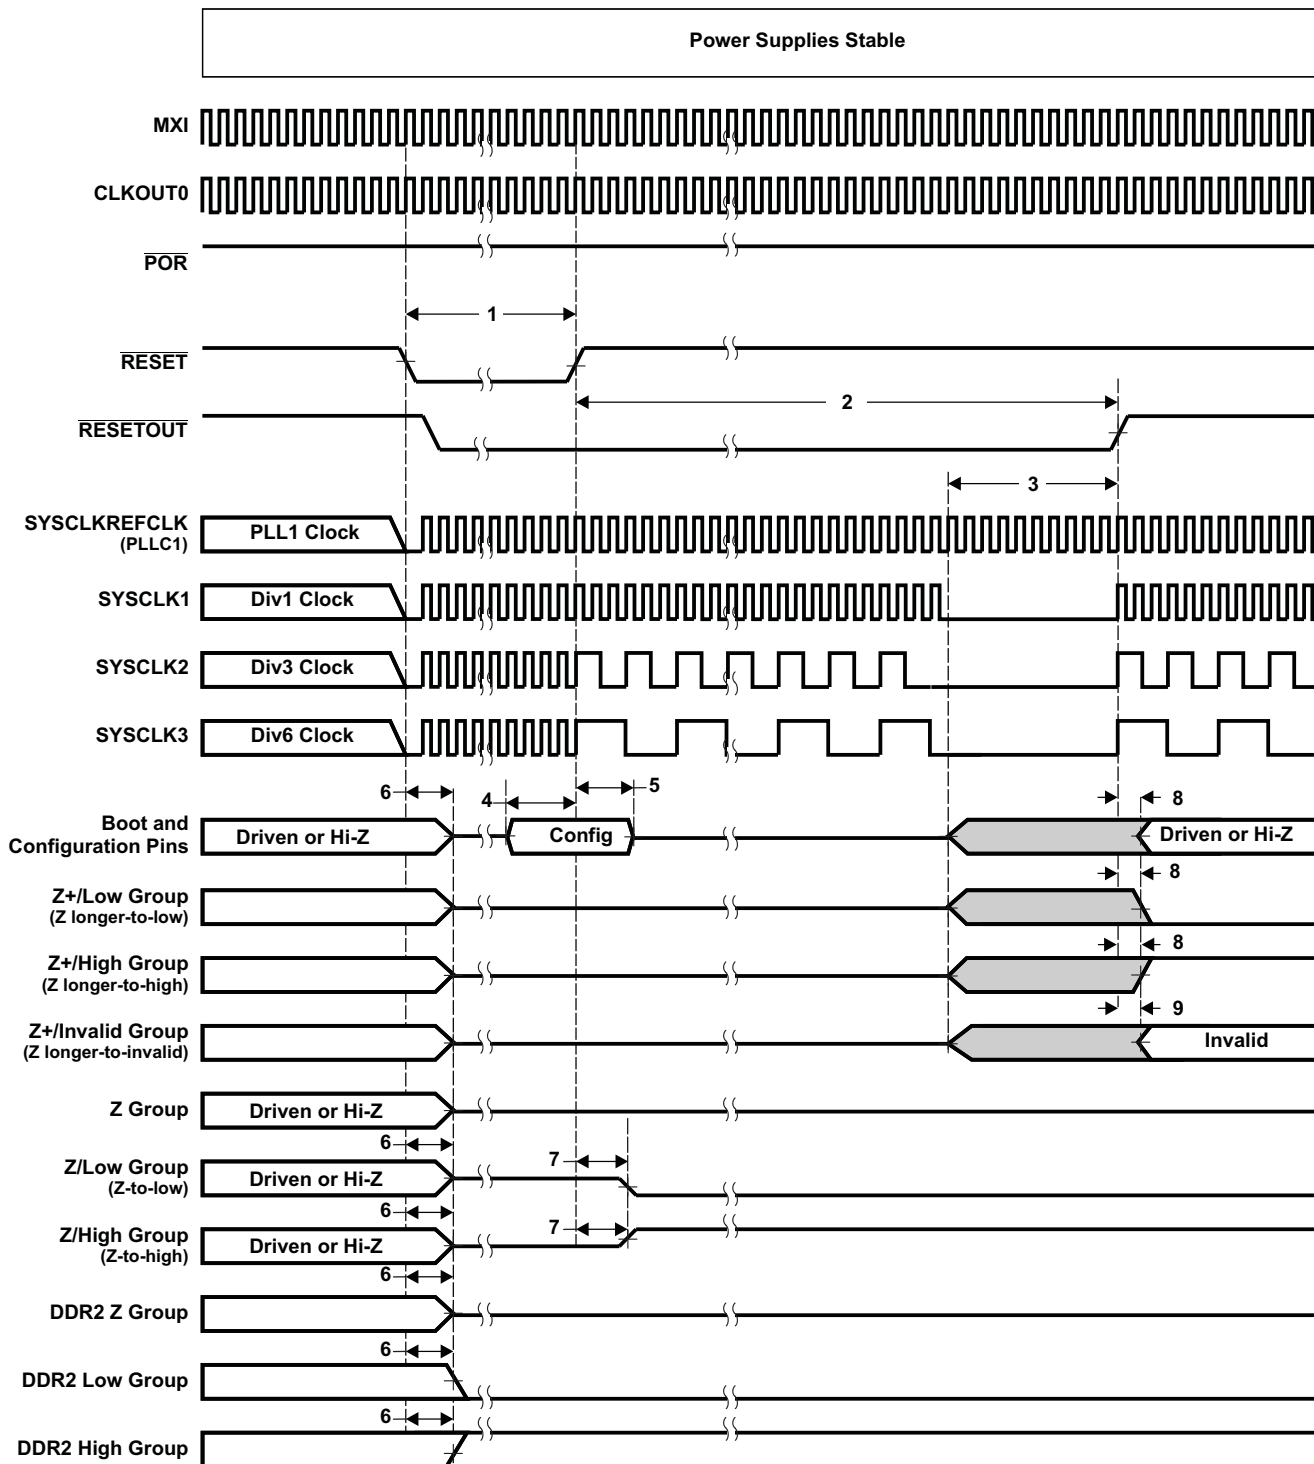 Power Supplies Stable
MXI
CLKOUT0
POR
1
RESET
2
RESETOUT
3
SYSCLKREFCLK
(PLLC1)
PLL1 Clock
SYSCLK1
Div1 Clock
SYSCLK2
Div3 Clock
SYSCLK3
Div6 Clock
6
4
5
8
Boot and
Configuration Pins
Driven or Hi-Z
Config
Driven or Hi-Z
8
Z+/Low Group
(Z longer-to-low)
8
Z+/High Group
(Z longer-to-high)
9
Z+/Invalid Group
(Z longer-to-invalid)
Invalid
Z Group
Driven or Hi-Z
6
7
Z/Low Group
(Z-to-low)
Driven or Hi-Z
6
7
Z/High Group
(Z-to-high)
Driven or Hi-Z
6
DDR2 Z Group
6
DDR2 Low Group
6
DDR2 High Group